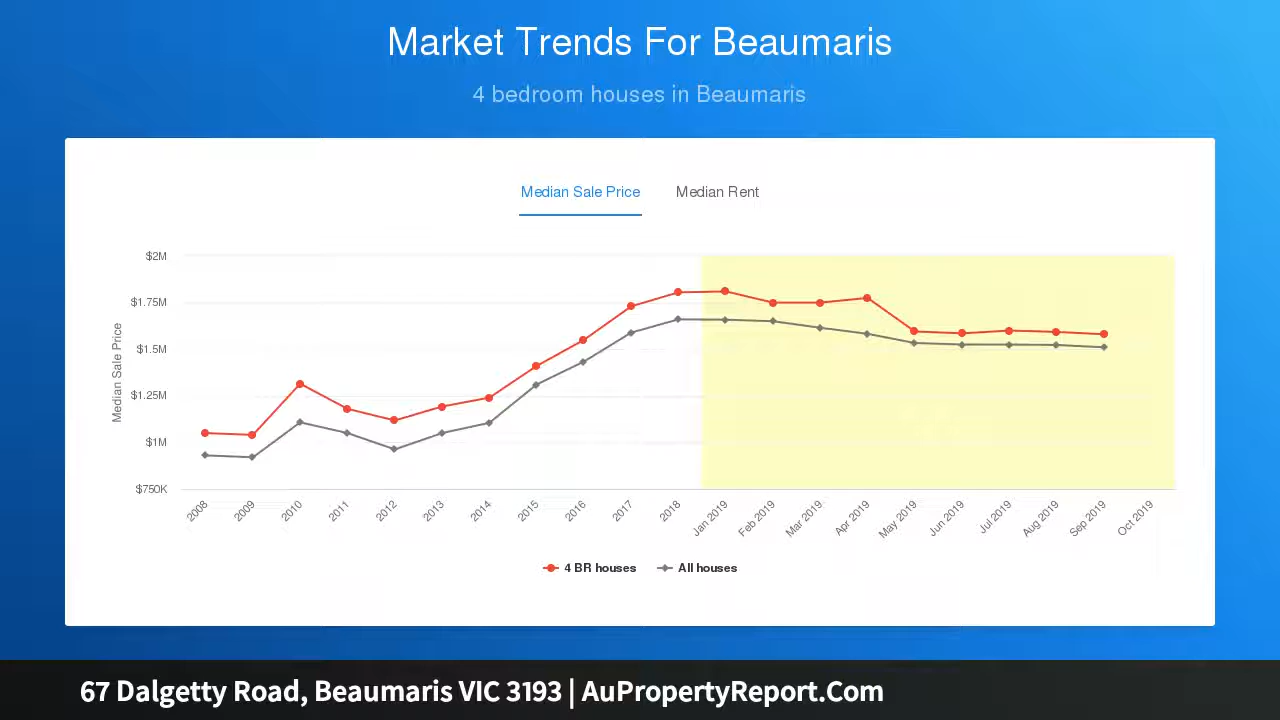 Market Trends For Beaumaris
4 bedroom houses in Beaumaris
Median Sale Price Median Rent
Median Sale Price
$2M
$1.75M
$1.5M
$1.25M
$1M
$750K
2008 2009 2010 2011 2012 2013 2014 2015 2016 2017 2018 Jan 2019 Feb 2019 Mar 2019 Apr 2019 May 2019 Jun 2019 Jul 2019 Aug 2019 Sep 2019 Oct 2019
4 BR houses All houses
67 Dalgetty Road, Beaumaris VIC 3193 | AuPropertyReport.Com